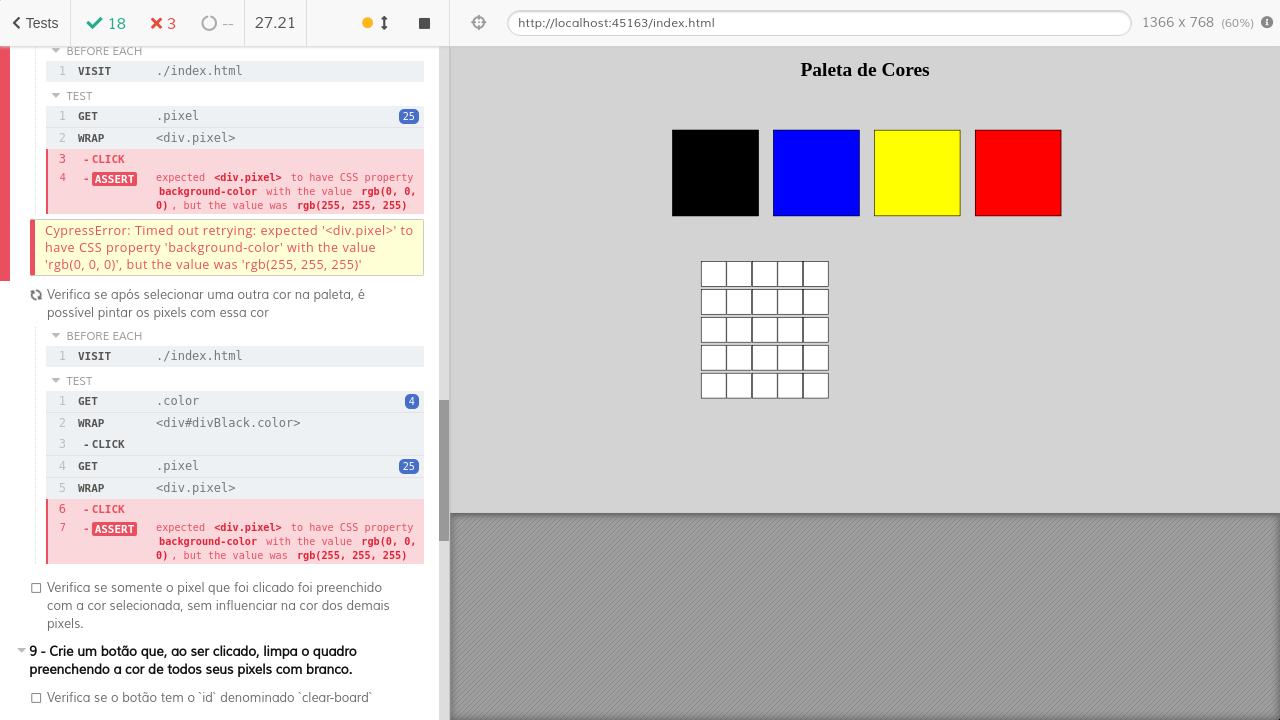 Tests 18 3 -- 27.21
http://localhost:45163/index.html 1366 x 768 (60%)
BEFORE EACH
1 VISIT ./index.html
TEST
1 GET .pixel 25
2 WRAP <div.pixel>
3 - CLICK
4 - ASSERT expected <div.pixel> to have CSS property
background-color with the value rgb(0, 0,
0) , but the value was rgb(255, 255, 255)
CypressError: Timed out retrying: expected '<div.pixel>' to
have CSS property 'background-color' with the value
'rgb(0, 0, 0)', but the value was 'rgb(255, 255, 255)'
Verifica se após selecionar uma outra cor na paleta, é
possível pintar os pixels com essa cor
BEFORE EACH
1 VISIT ./index.html
TEST
1 GET .color 4
2 WRAP <div#divBlack.color>
3 - CLICK
4 GET .pixel 25
5 WRAP <div.pixel>
6 - CLICK
7 - ASSERT expected <div.pixel> to have CSS property
background-color with the value rgb(0, 0,
0) , but the value was rgb(255, 255, 255)
Verifica se somente o pixel que foi clicado foi preenchido
com a cor selecionada, sem influenciar na cor dos demais
pixels.
9 - Crie um botão que, ao ser clicado, limpa o quadro
preenchendo a cor de todos seus pixels com branco.
Verifica se o botão tem o `id` denominado `clear-board`
Paleta de Cores